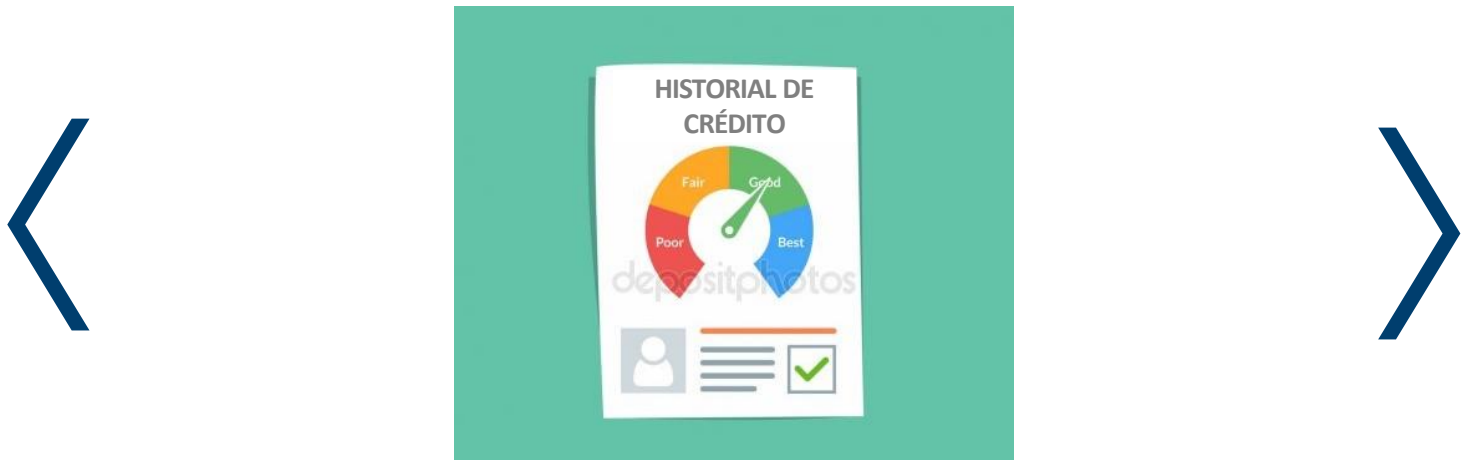 HISTORIAL DE
CRÉDITO
Fair
Good
Poor
Best
depositphotos